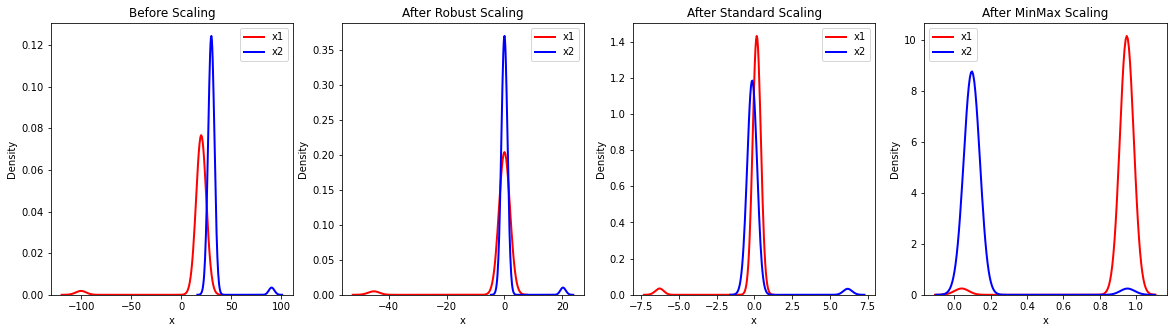 Before Scaling
Density
0.12
0.10
0.08
0.06
0.04
0.02
0.00
x1
x2
−100
−50
0
50
100
x
After Robust Scaling
Density
0.35
0.30
0.25
0.20
0.15
0.10
0.05
0.00
x1
x2
−40
−20
0
20
x
After Standard Scaling
Density
1.4
1.2
1.0
0.8
0.6
0.4
0.2
0.0
x1
x2
−7.5
−5.0
−2.5
0.0
2.5
5.0
7.5
x
After MinMax Scaling
Density
10
8
6
4
2
0
x1
x2
0.0
0.2
0.4
0.6
0.8
1.0
x